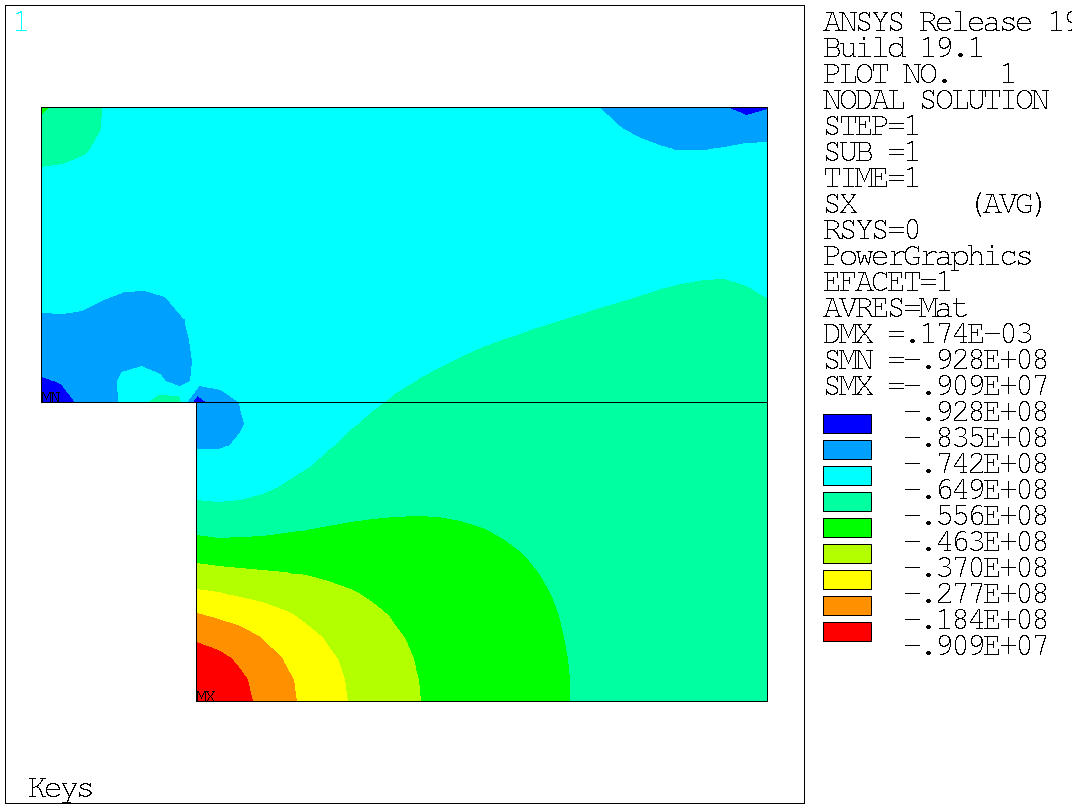 1
ANSYS Release 19
Build 19.1
PLOT NO. 1
NODAL SOLUTION
STEP=1
SUB =1
TIME=1
SX (AVG)
RSYS=0
PowerGraphics
EFACET=1
AVRES=Mat
DMX =.174E-03
SMN =-.928E+08
SMX =-.909E+07
-.928E+08
-.835E+08
-.742E+08
-.649E+08
-.556E+08
-.463E+08
-.370E+08
-.277E+08
-.184E+08
-.909E+07
MN
MX
Keys